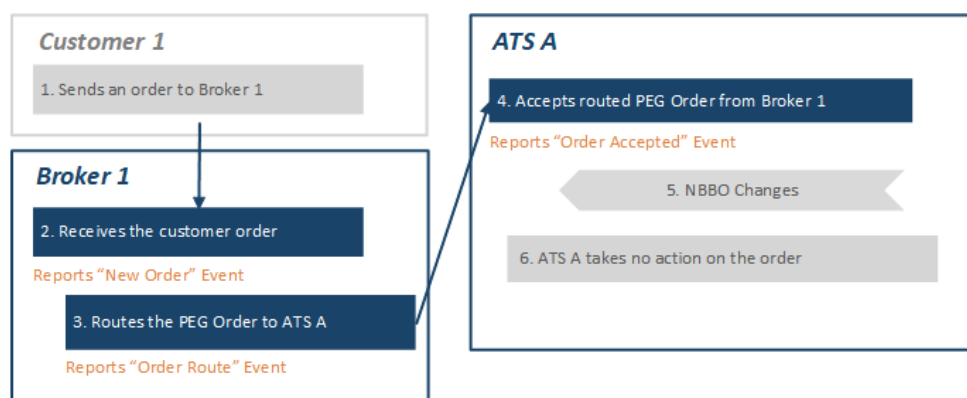 Customer 1
1. Sends an order to Broker 1
Broker 1
2. Receives the customer order
Reports “New Order” Event
3. Routes the PEG Order to ATS A
Reports “Order Route” Event
ATS A
4. Accepts routed PEG Order from Broker 1
Reports “Order Accepted” Event
5. NBBO Changes
6. ATS A takes no action on the order